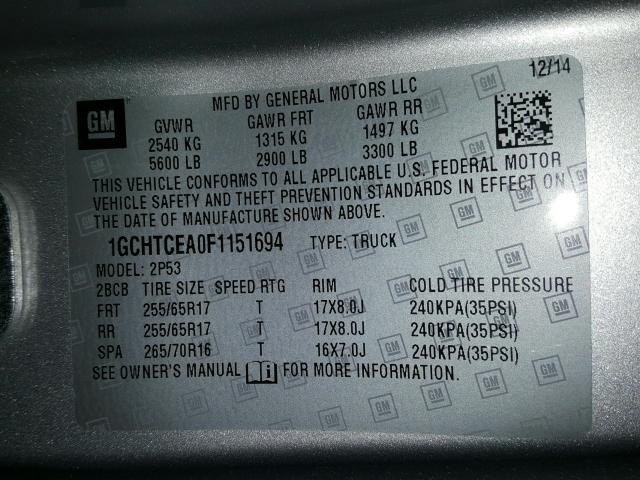 12/14
MFD BY GENERAL MOTORS LLC
GM
GVWR GAWR FRT GAWR RR
2540 KG 1315 KG 1497 KG
5600 LB 2900 LB 3300 LB
THIS VEHICLE CONFORMS TO ALL APPLICABLE U.S. FEDERAL MOTOR
VEHICLE SAFETY AND THEFT PREVENTION STANDARDS IN EFFECT ON
THE DATE OF MANUFACTURE SHOWN ABOVE.
1GCHTCEA0F1151694 TYPE: TRUCK
MODEL: 2P53
2BCB TIRE SIZE SPEED RTG RIM COLD TIRE PRESSURE
FRT 255/65R17 T 17X8.0J 240KPA(35PSI)
RR 255/65R17 T 17X8.0J 240KPA(35PSI)
SPA 265/70R16 T 16X7.0J 240KPA(35PSI)
SEE OWNER'S MANUAL i FOR MORE INFORMATION.